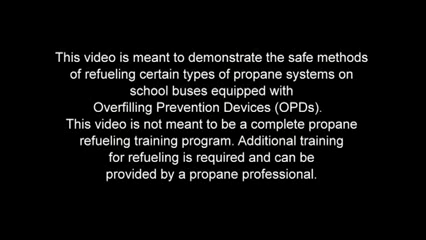 This video is meant to demonstrate the safe methods
of refueling certain types of propane systems on
school buses equipped with
Overfilling Prevention Devices (OPDs).
This video is not meant to be a complete propane
refueling training program. Additional training
for refueling is required and can be
provided by a propane professional.